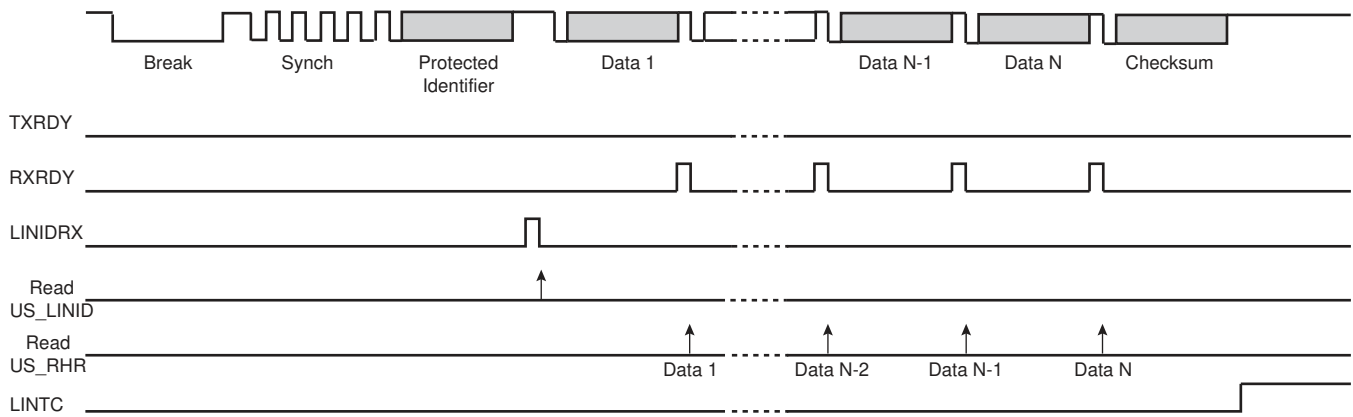 Break
Synch
Protected
Identifier
Data 1
Data N-1
Data N
Checksum
TXRDY
RXRDY
LINIDRX
Read
US_LINID
Read
US_RHR
Data 1
Data N-2
Data N-1
Data N
LINTC